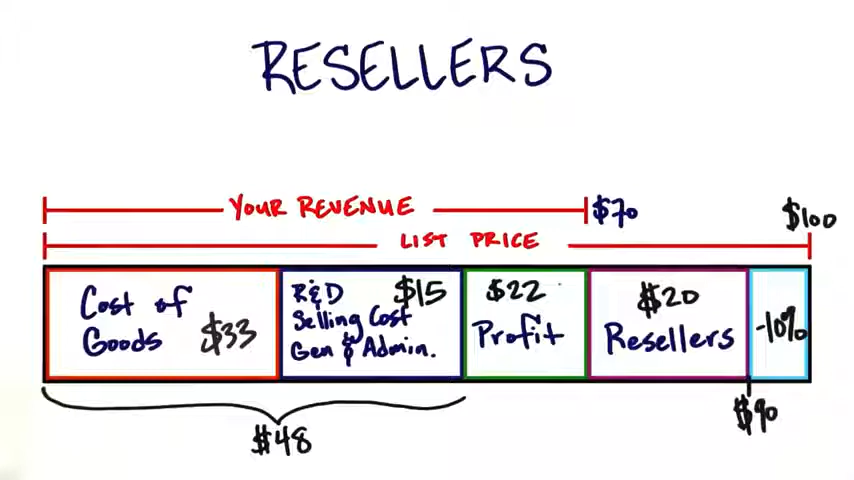 RESELLERS
YOUR REVENUE
$70
$100
LIST PRICE
Cost of
Goods $33
R&D $15
Selling Cost
Gen & Admin.
$22
Profit
$20
Resellers
-10%
$90
$48